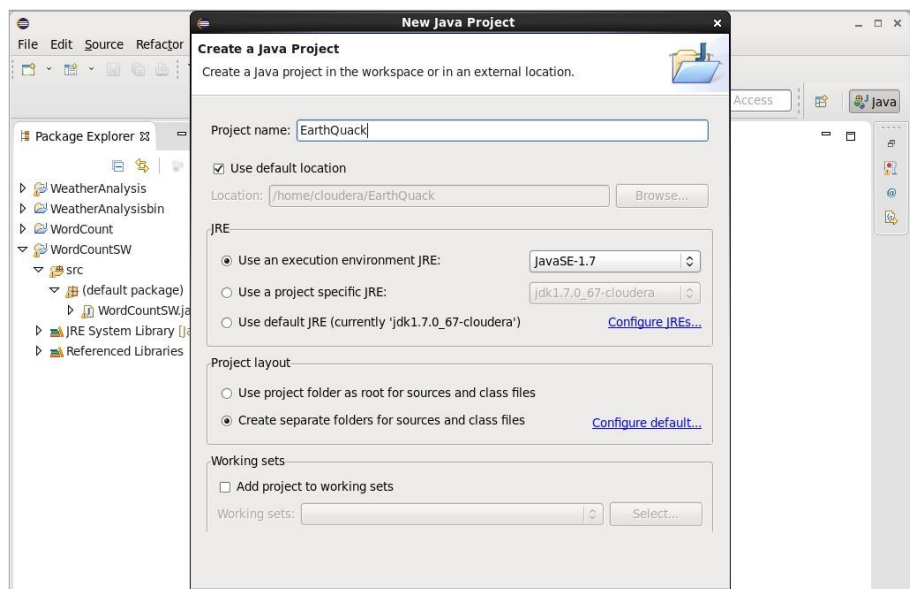 New Java Project
File Edit Source Refactor
Create a Java Project
Create a Java project in the workspace or in an external location.
Access
Java
Package Explorer
Project name: EarthQuack
Use default location
Location: /home/cloudera/EarthQuack Browse...
WeatherAnalysis
WeatherAnalysisbin
WordCount
WordCountSW
src
(default package)
WordCountSW.ja
JRE System Library [Ja
Referenced Libraries
JRE
Use an execution environment JRE: JavaSE-1.7
Use a project specific JRE: jdk1.7.0_67-cloudera
Use default JRE (currently 'jdk1.7.0_67-cloudera') Configure JREs...
Project layout
Use project folder as root for sources and class files
Create separate folders for sources and class files Configure default...
Working sets
Add project to working sets
Working sets: Select...